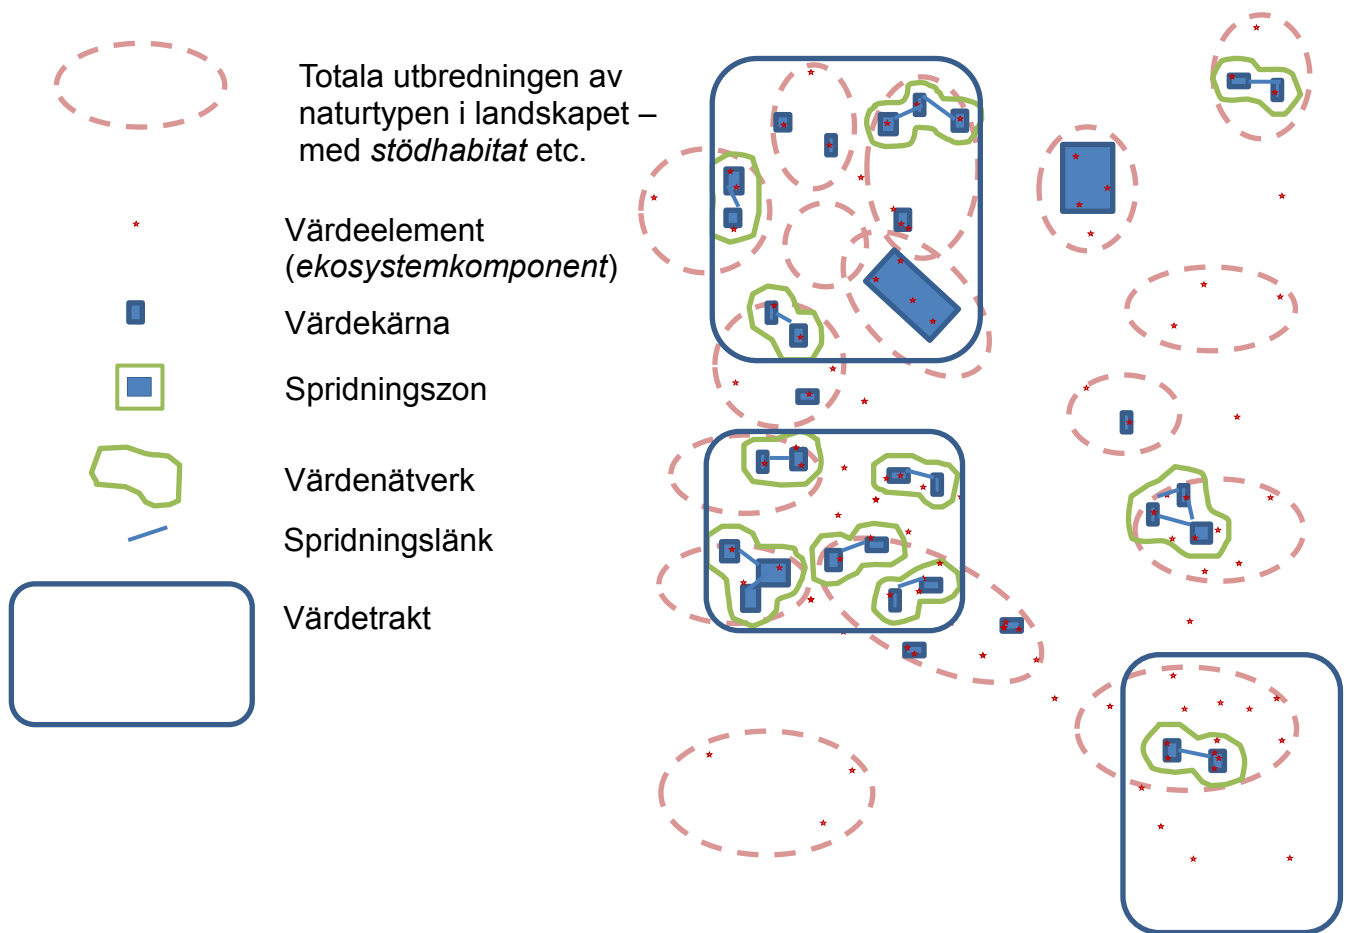 Totala utbredningen av
naturtypen i landskapet –
med stödhabitat etc.
Värdeelement
(ekosystemkomponent)
Värdekärna
Spridningszon
Värdenätverk
Spridningslänk
Värdetrakt